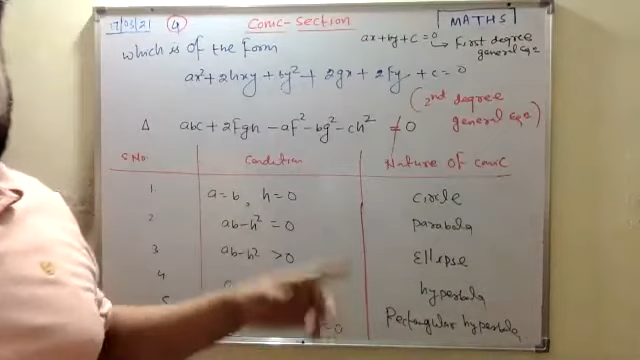 17/05/21 4 Conic-Section MATHS
which is of the form ax+by+c=0 → First degree general eqn
ax²+2hxy+by²+2gx+2fy+c=0
(2nd degree general eqn)
Δ abc+2fgh-af²-bg²-ch² ≠ 0
S No. Condition Nature of conic
1. a=b, h=0 circle
2 ab-h²=0 parabola
3 ab-h²>0 Ellipse
4 hyperbola
5 =0 Rectangular hyperbola